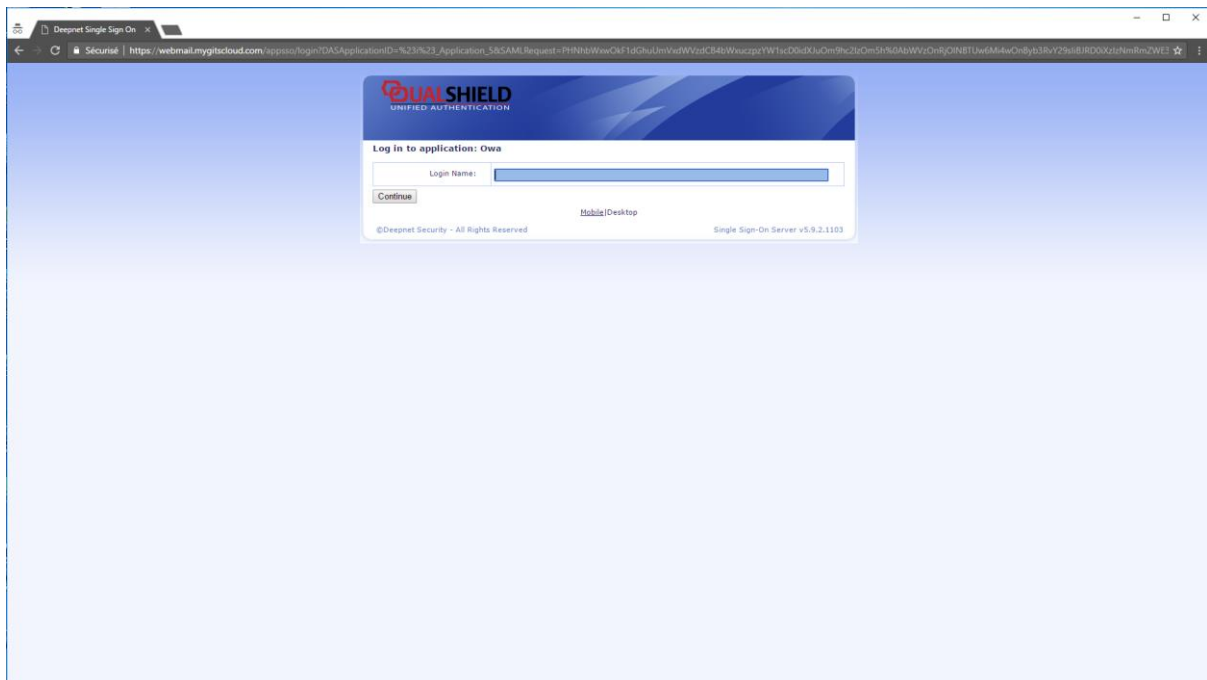 Deepnet Single Sign On
Sécurisé | https://webmail.mygitscloud.com/appsso/login?DASApplicationID=%23i%23_Application_5&SAMLRequest=
DUALSHIELD
UNIFIED AUTHENTICATION
Log in to application: Owa
Login Name:
Continue
Mobile|Desktop
©Deepnet Security - All Rights Reserved
Single Sign-On Server v5.9.2.1103